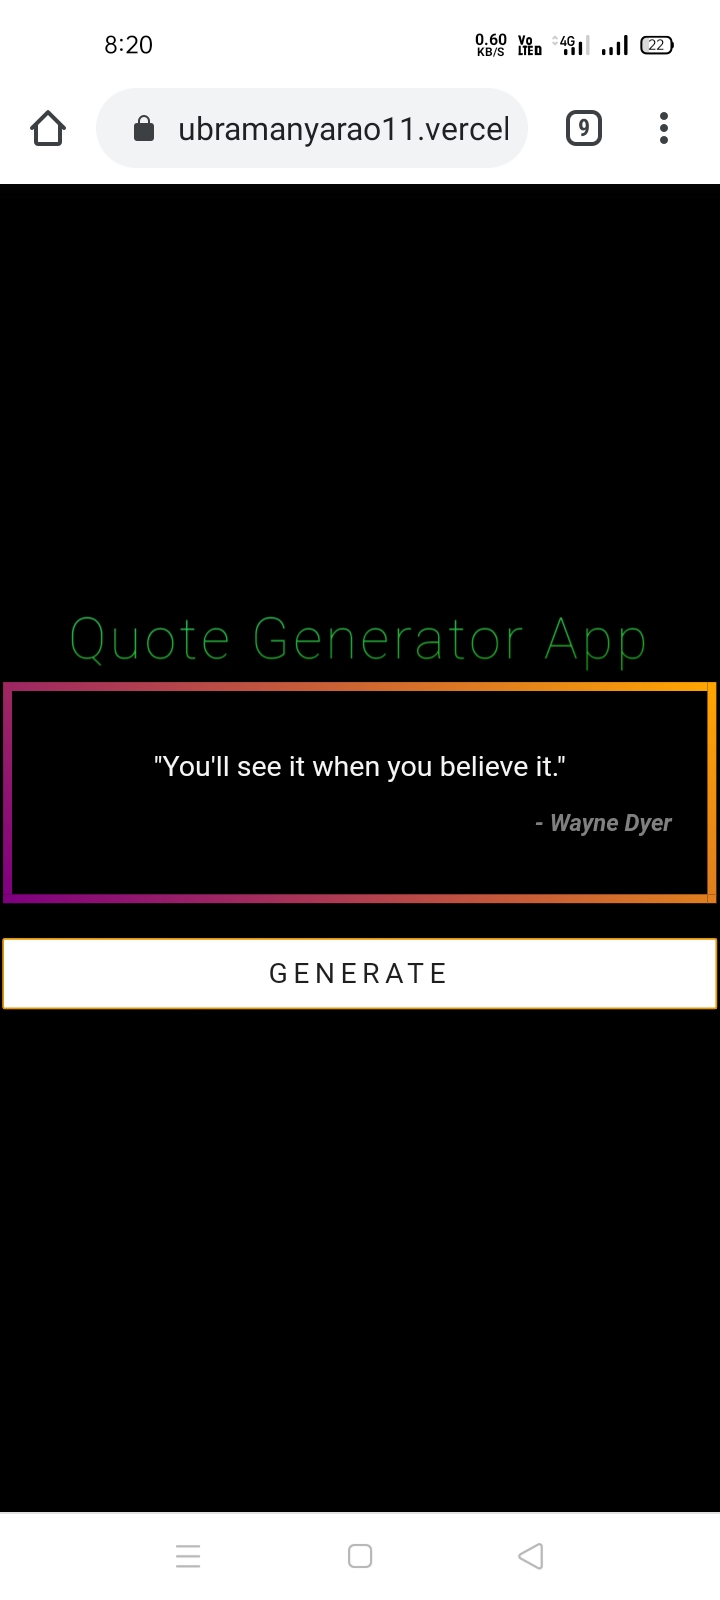 8:20
0.60
KB/S
Vo
LTED
4G
22
ubramanyarao11.vercel
9
Quote Generator App
"You'll see it when you believe it."
- Wayne Dyer
GENERATE